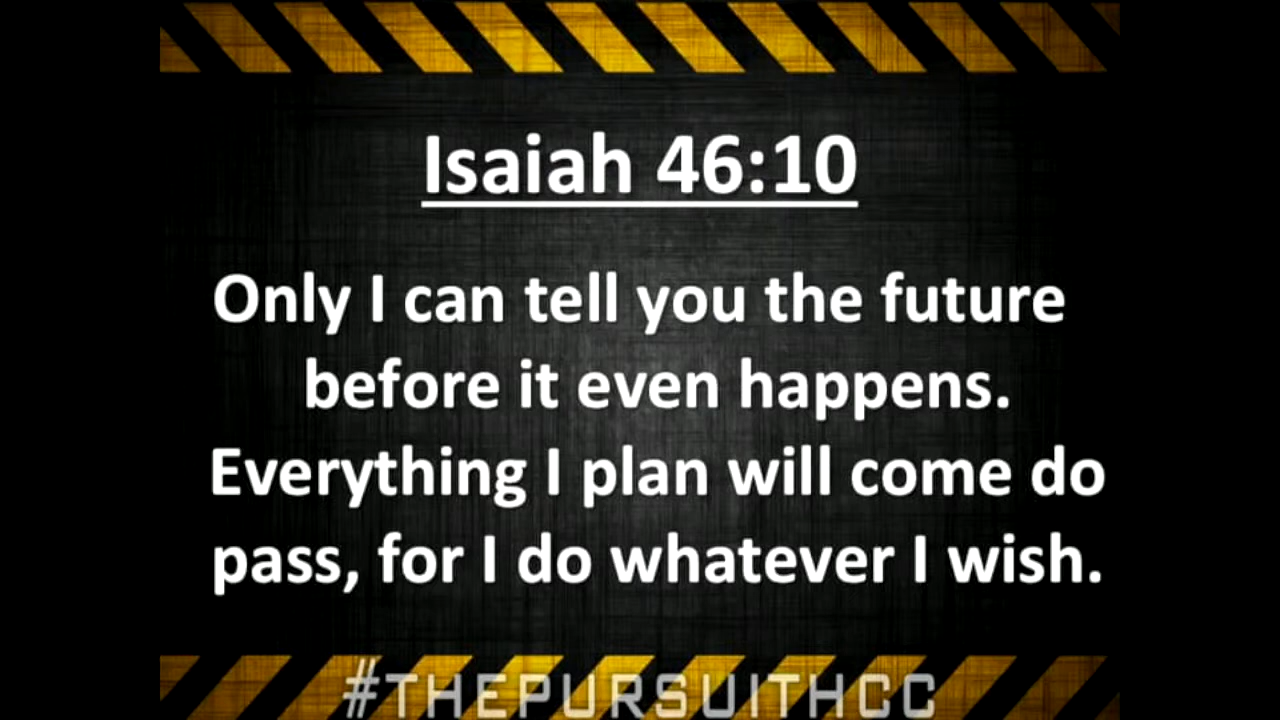 Isaiah 46:10
Only I can tell you the future
before it even happens.
Everything I plan will come do
pass, for I do whatever I wish.
#THEPURSUITHCC